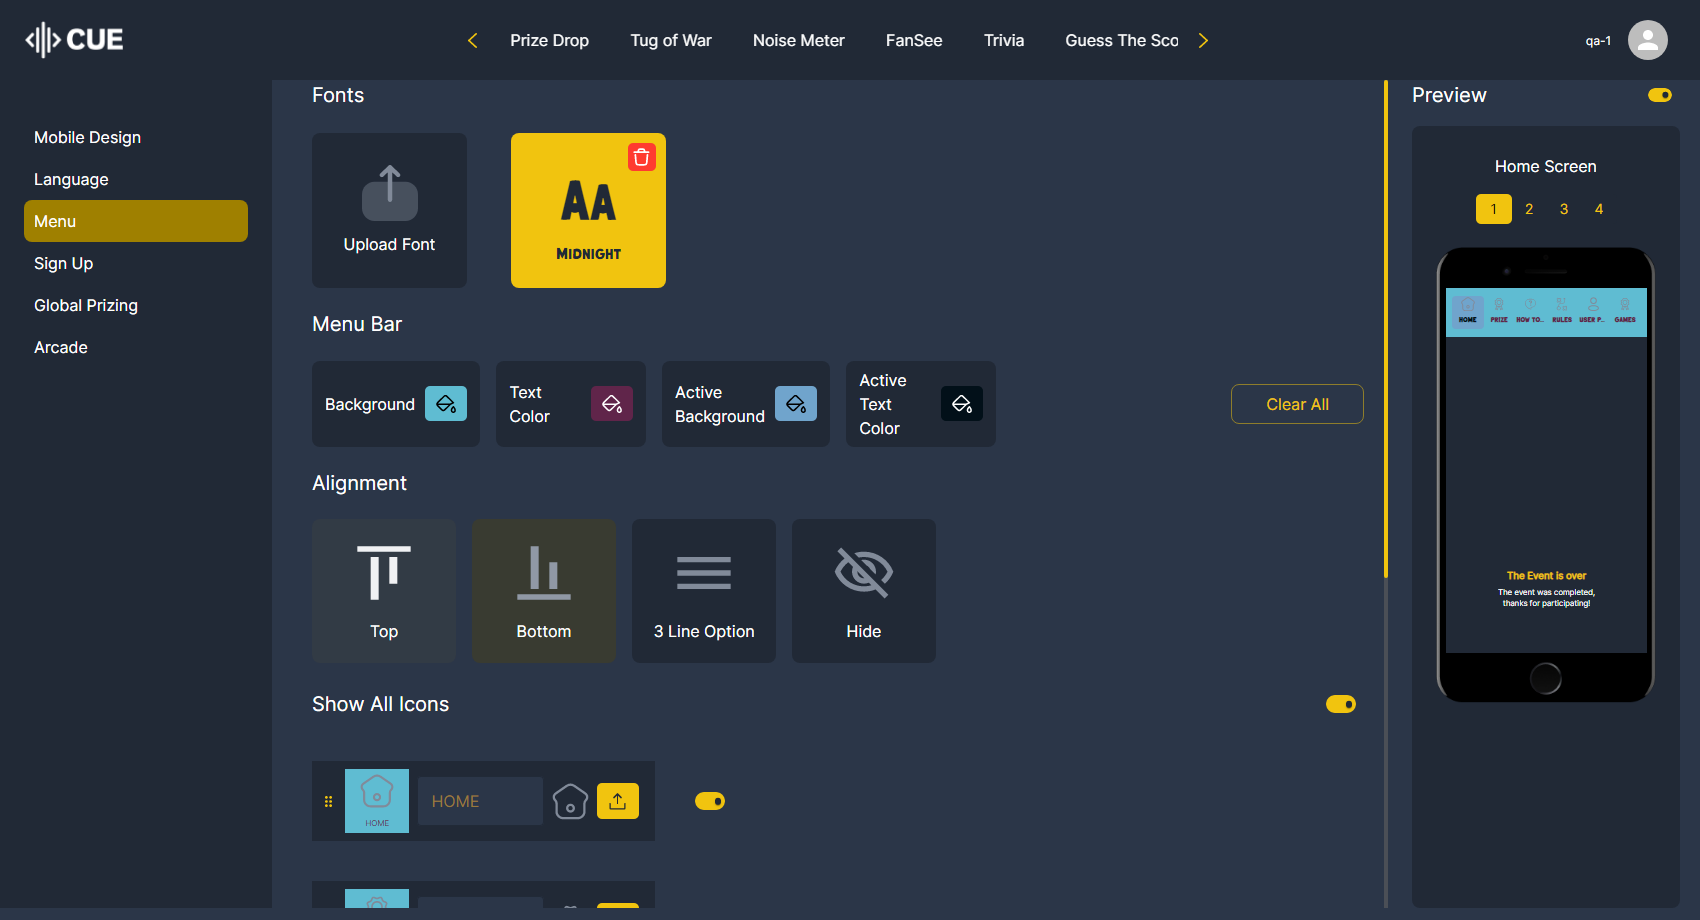 CUE
Prize Drop
Tug of War
Noise Meter
FanSee
Trivia
Guess The Sco
qa-1
Mobile Design
Language
Menu
Sign Up
Global Prizing
Arcade
Fonts
Upload Font
AA
MIDNIGHT
Menu Bar
Background
Text
Color
Active
Background
Active
Text
Color
Clear All
Alignment
Top
Bottom
3 Line Option
Hide
Show All Icons
HOME
HOME
Preview
Home Screen
1 2 3 4
HOME PRIZE HOW TO.. RULES USER P.. GAMES
The Event is over
The event was completed,
thanks for participating!